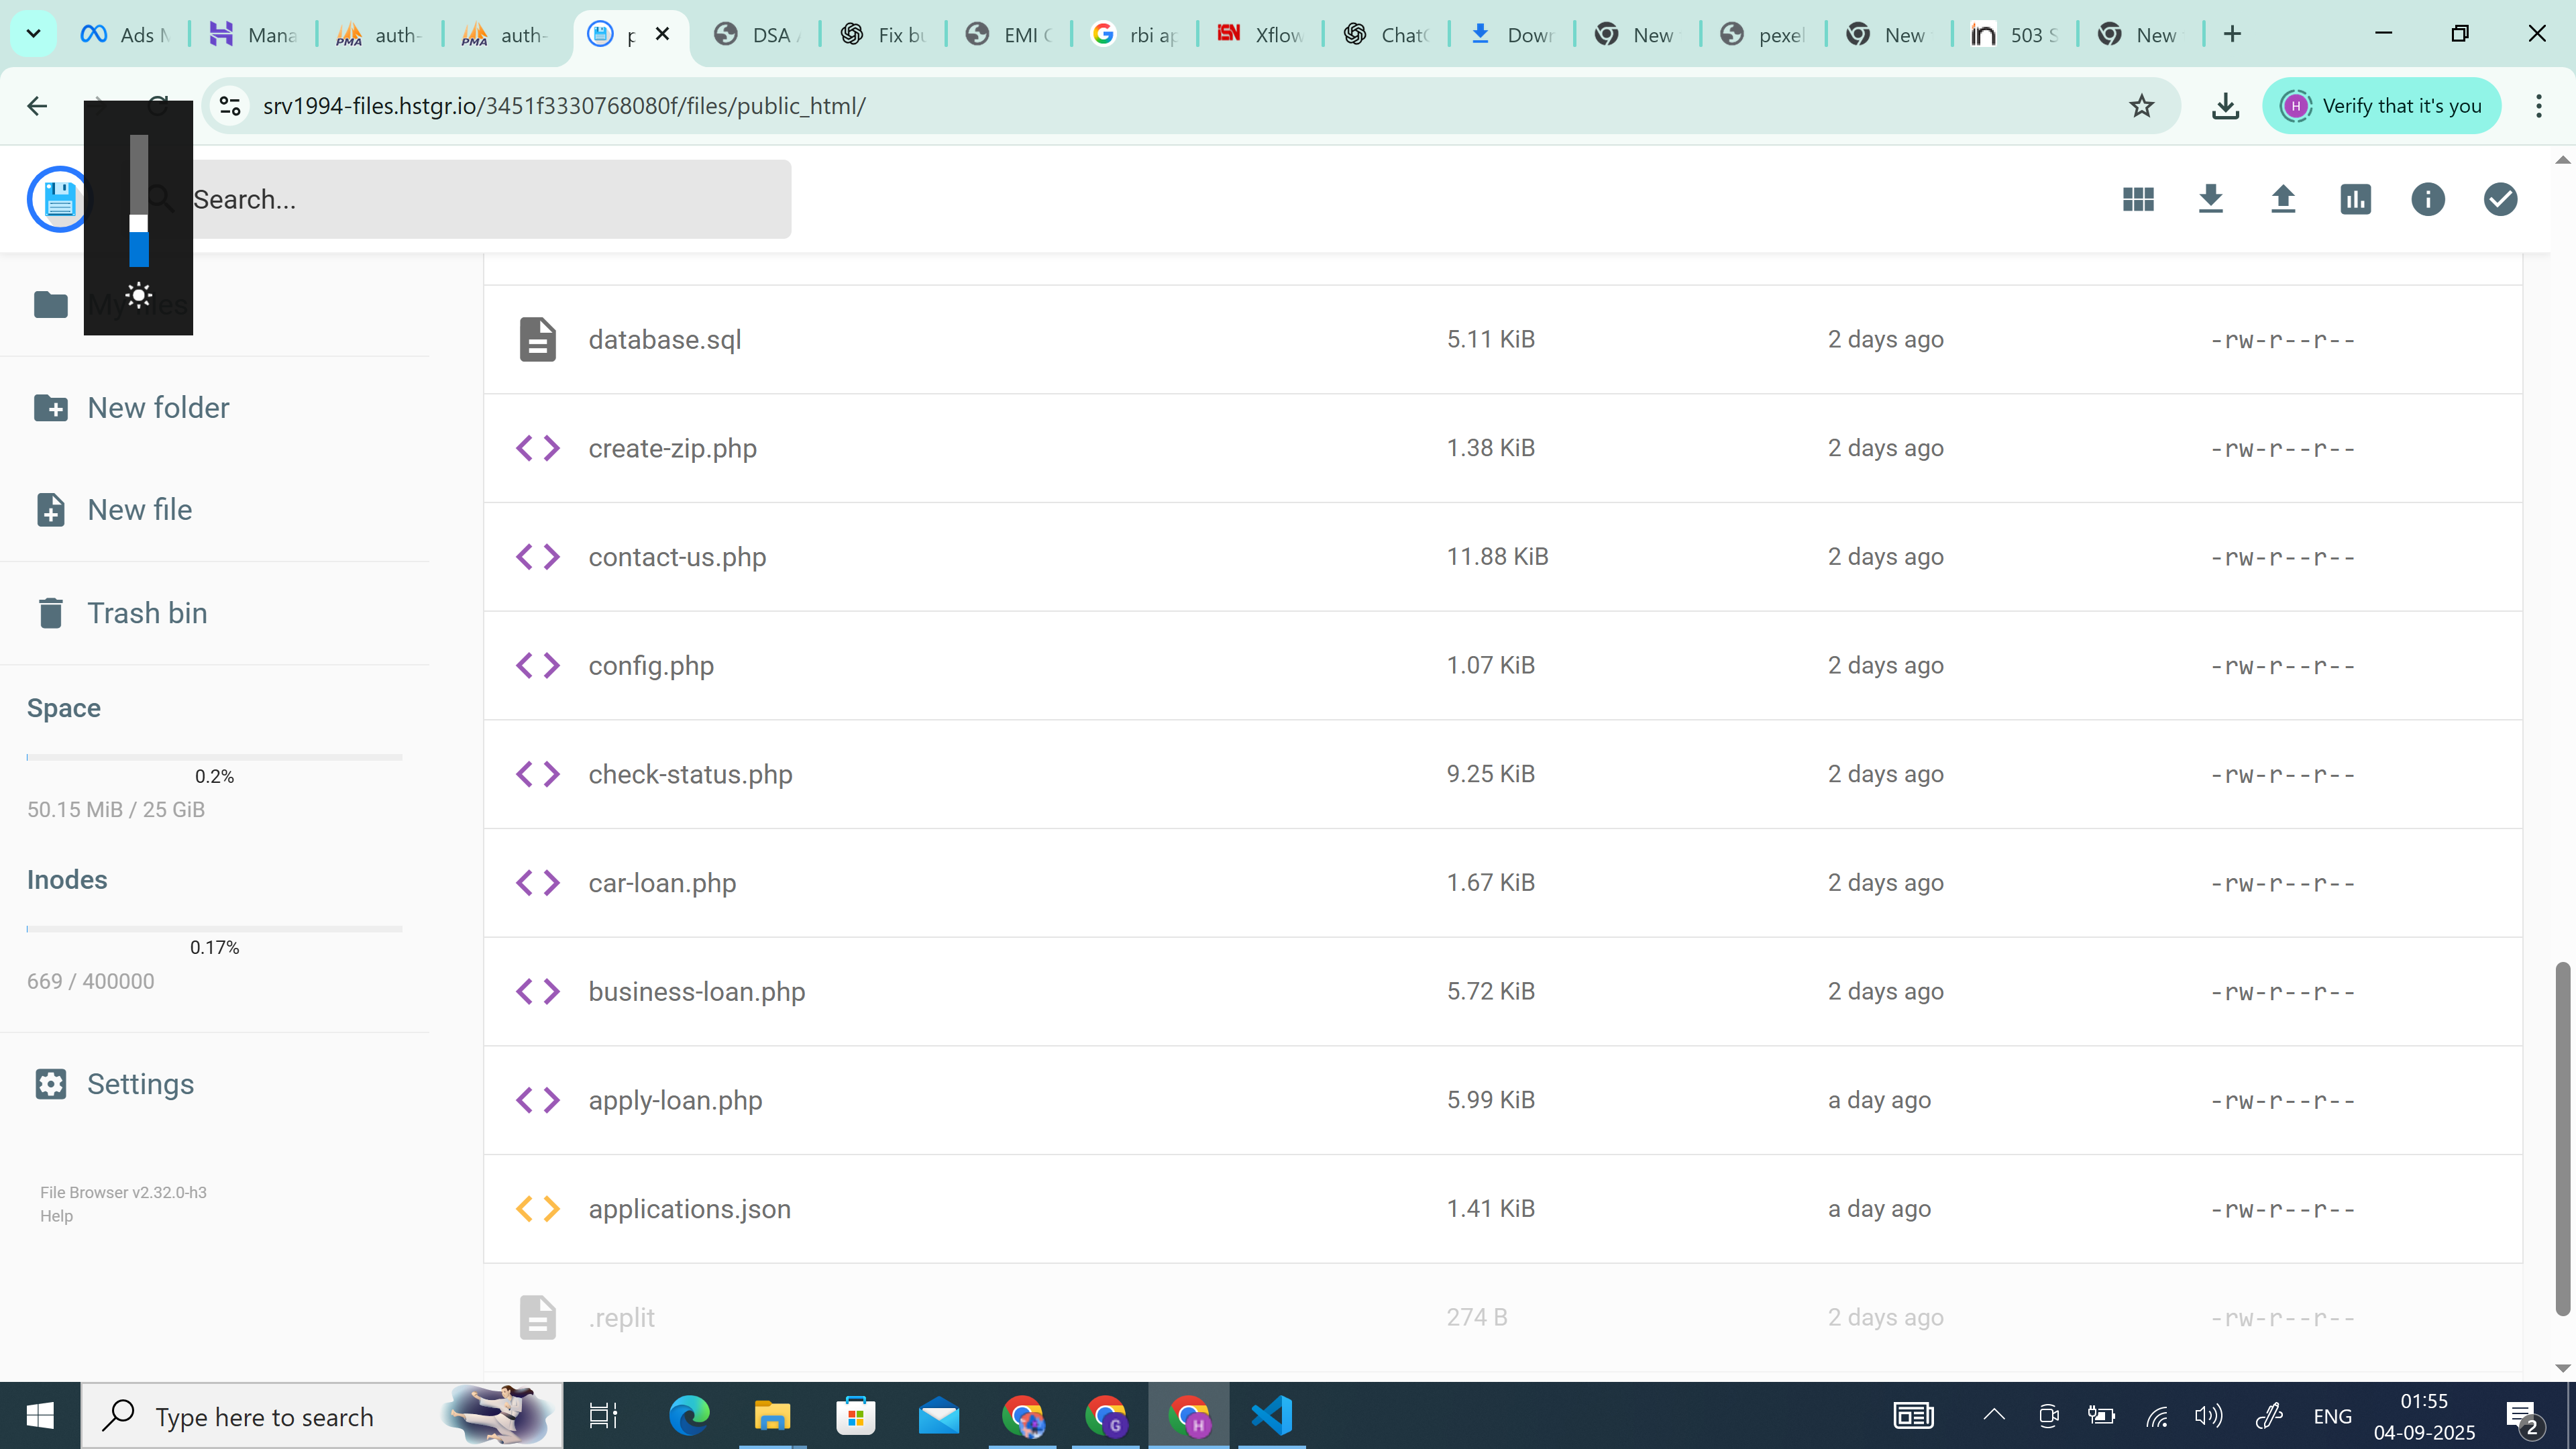 Ads M
Mana
auth-
auth-
p
DSA A
Fix bu
EMI C
rbi ap
Xflow
ChatG
Down
New
pexel
New
503 S
New
srv1994-files.hstgr.io/3451f3330768080f/files/public_html/
Verify that it's you
Search...
My files
New folder
New file
Trash bin
Space
0.2%
50.15 MiB / 25 GiB
Inodes
0.17%
669 / 400000
Settings
File Browser v2.32.0-h3
Help
database.sql 5.11 KiB 2 days ago -rw-r--r--
create-zip.php 1.38 KiB 2 days ago -rw-r--r--
contact-us.php 11.88 KiB 2 days ago -rw-r--r--
config.php 1.07 KiB 2 days ago -rw-r--r--
check-status.php 9.25 KiB 2 days ago -rw-r--r--
car-loan.php 1.67 KiB 2 days ago -rw-r--r--
business-loan.php 5.72 KiB 2 days ago -rw-r--r--
apply-loan.php 5.99 KiB a day ago -rw-r--r--
applications.json 1.41 KiB a day ago -rw-r--r--
.replit 274 B 2 days ago -rw-r--r--
Type here to search
ENG
01:55
04-09-2025
2